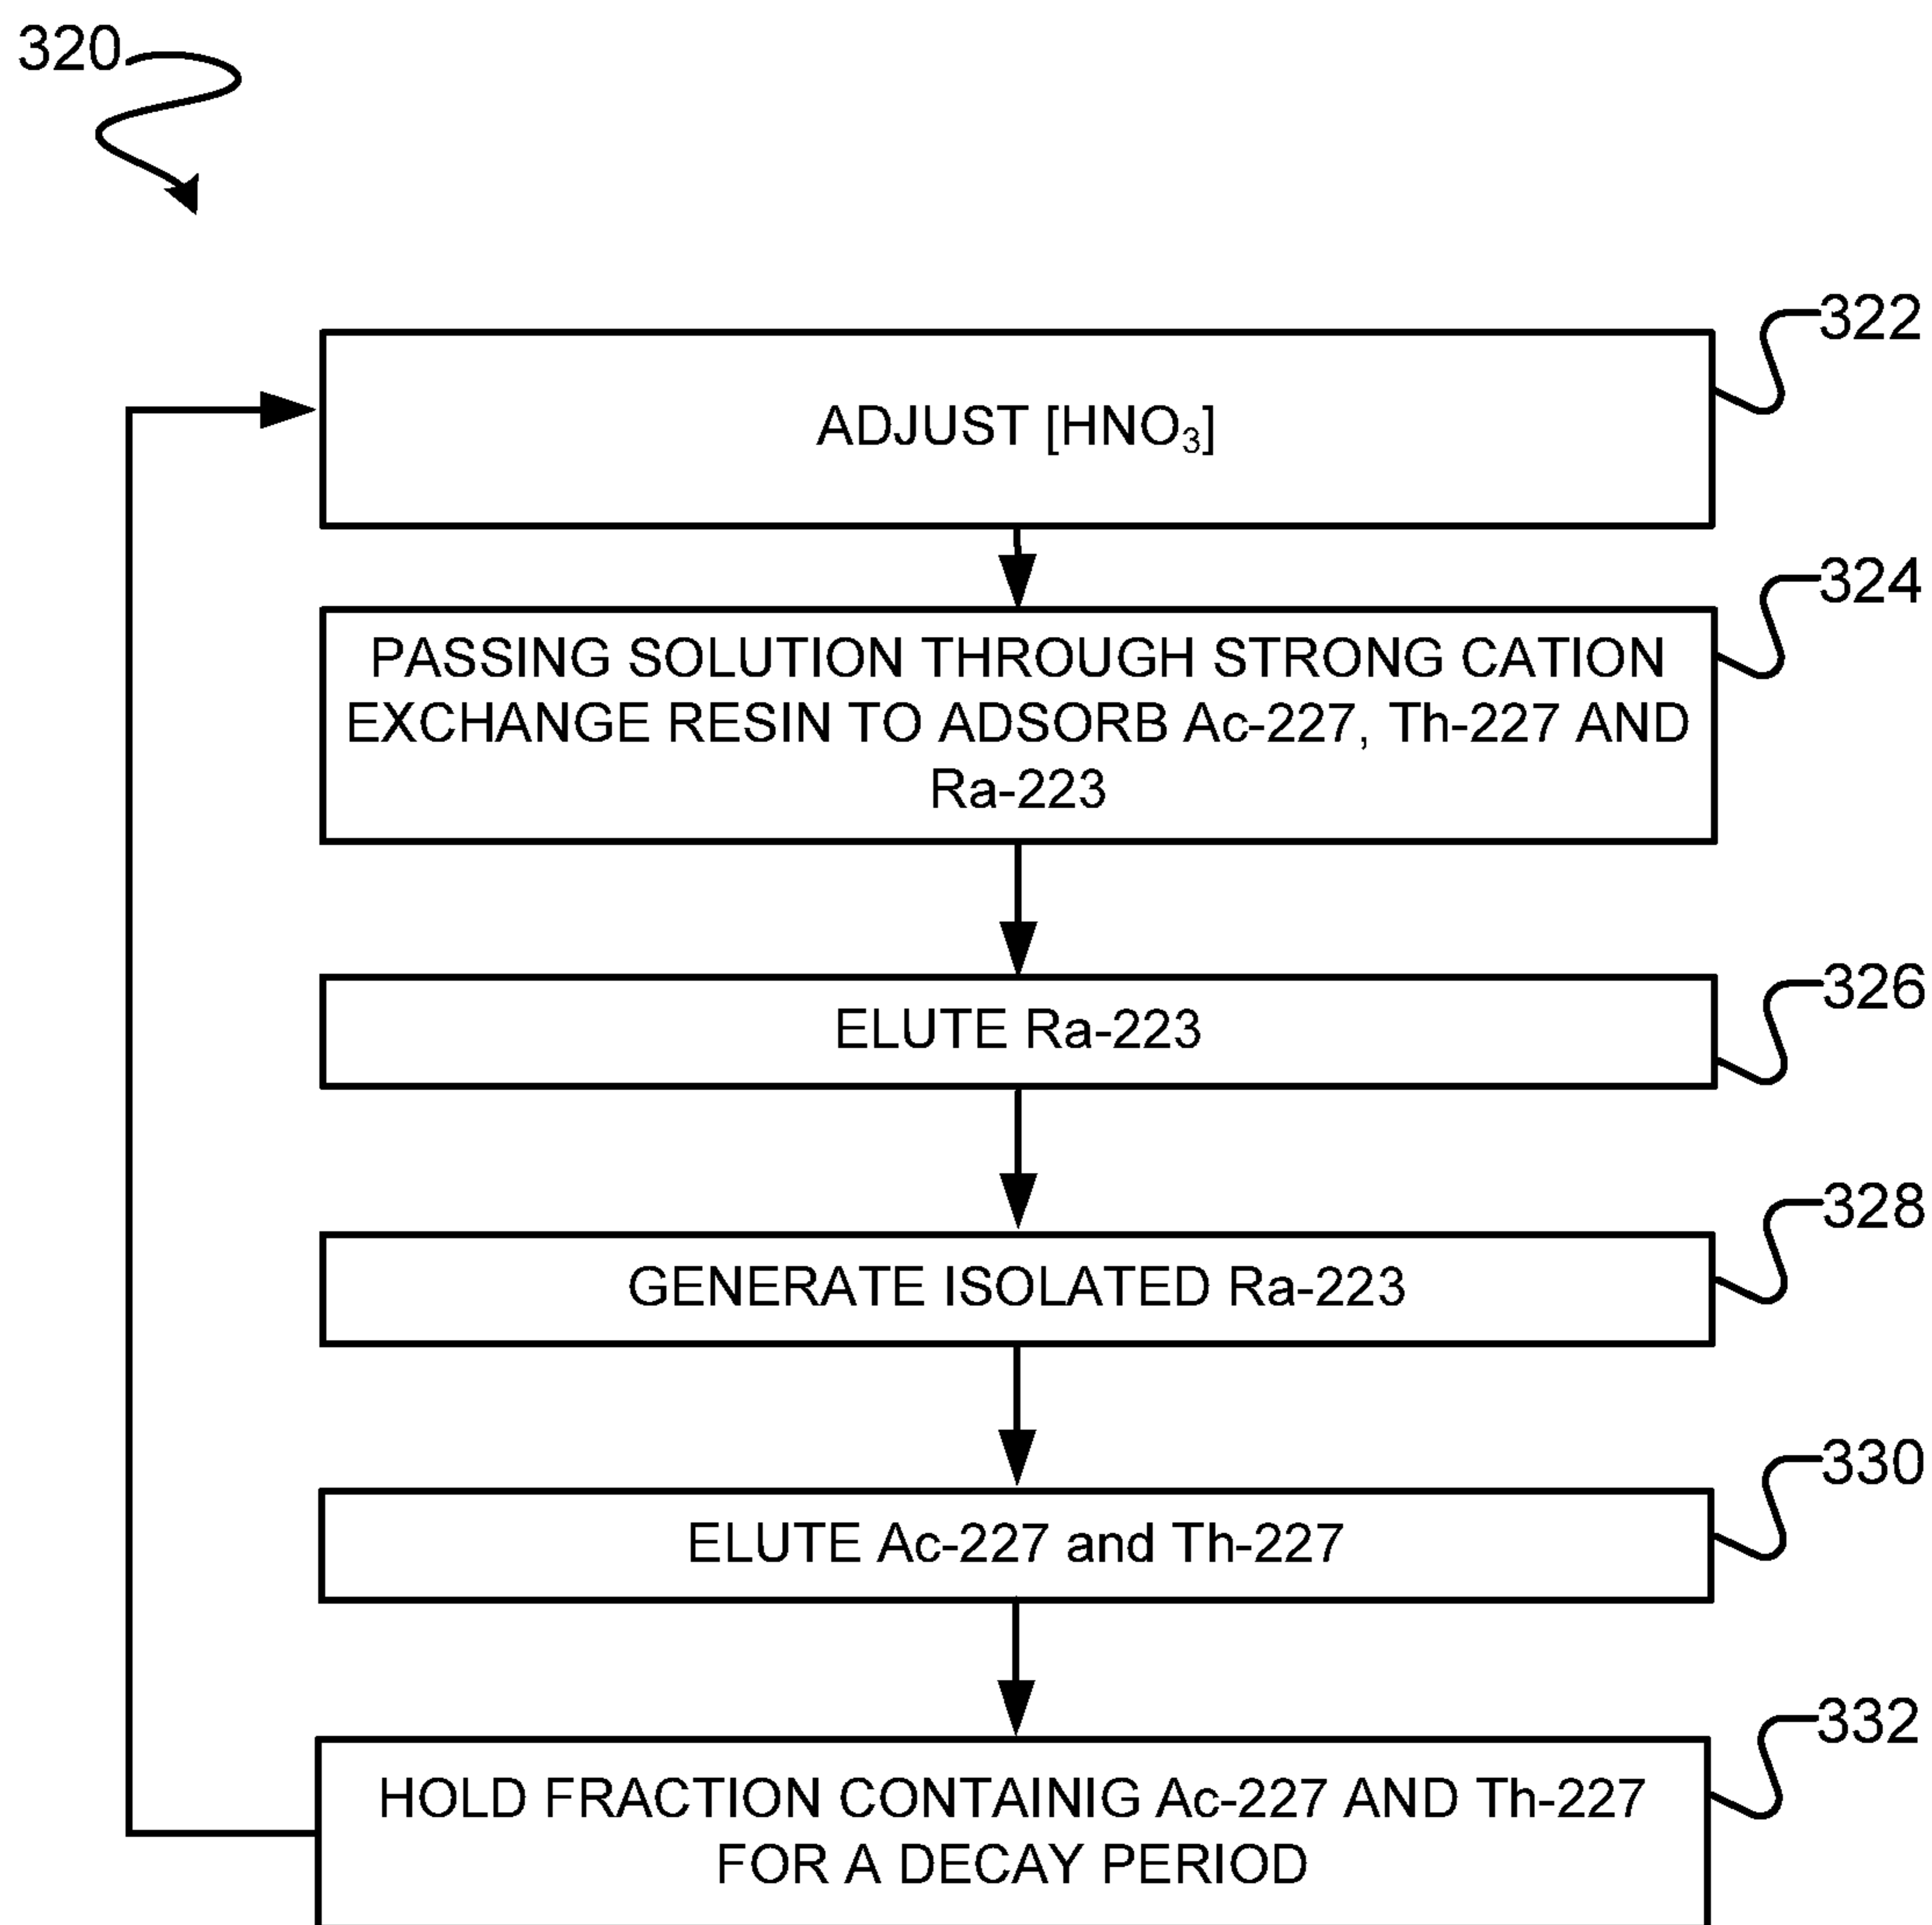 320
322
ADJUST [HNO₃]
324
PASSING SOLUTION THROUGH STRONG CATION
EXCHANGE RESIN TO ADSORB Ac-227, Th-227 AND
Ra-223
326
ELUTE Ra-223
328
GENERATE ISOLATED Ra-223
330
ELUTE Ac-227 and Th-227
332
HOLD FRACTION CONTAINIG Ac-227 AND Th-227
FOR A DECAY PERIOD